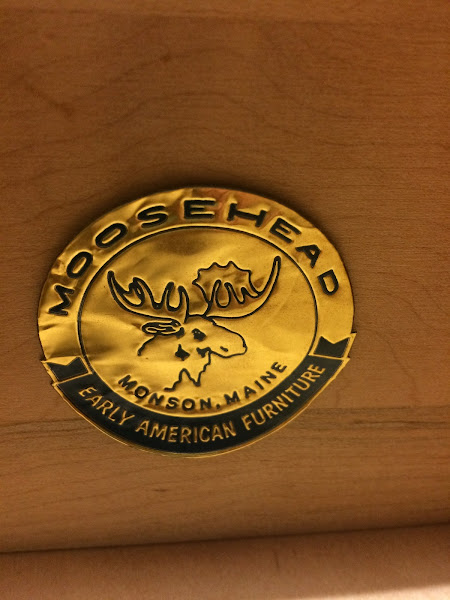 MOOSEHEAD
MONSON, MAINE
EARLY AMERICAN FURNITURE